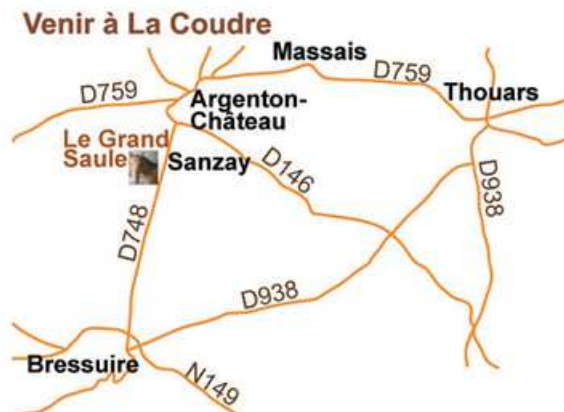 Venir à La Coudre
Massais
D759
D759
Thouars
Argenton-
Château
Le Grand
Saule
Sanzay
D146
D938
D748
D938
Bressuire
N149